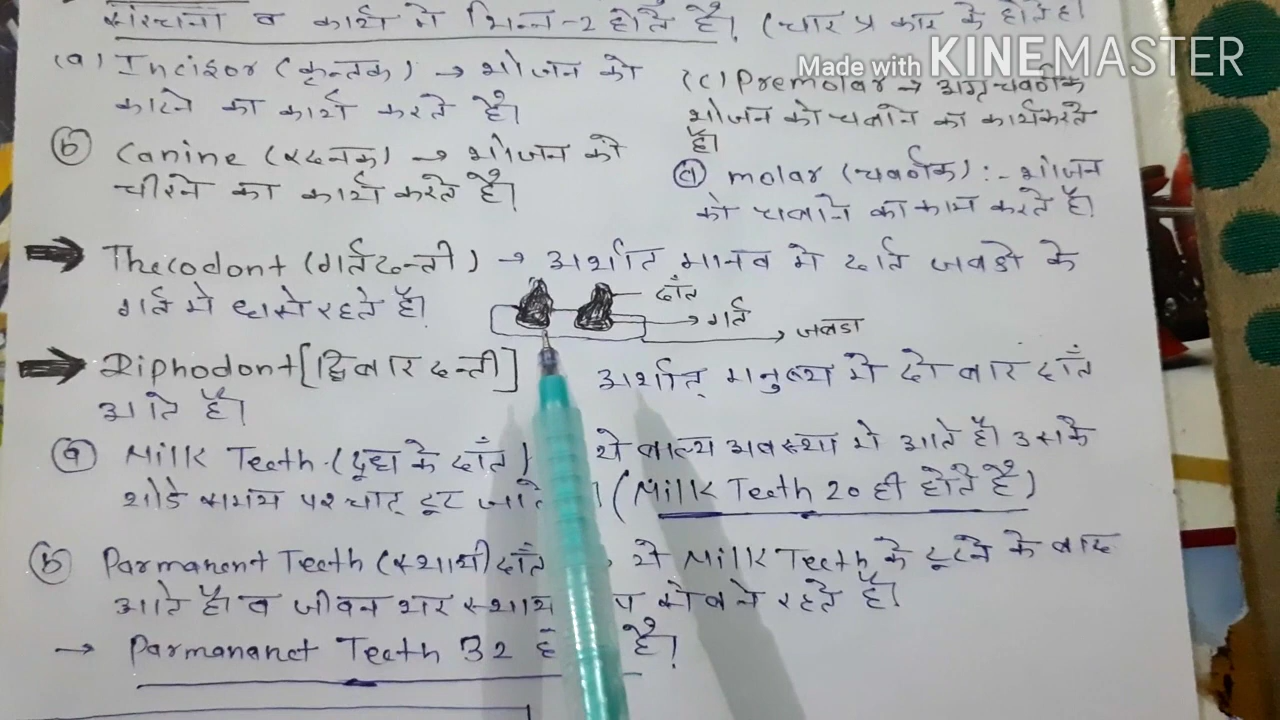 संरचना व कार्य मे भिन्न-2 होते है। (चार प्रकार के होते है।
Made with KINEMASTER
(a) Incisor (कृन्तक) → भोजन को
काटने का कार्य करते है।
(b) Canine (रदनक) → भोजन को
चीरने का कार्य करते है।
(c) Premolar → अग्रचवर्णक
भोजन को चबाने का कार्य करते
है।
(d) molar (चवर्णक) :- भोजन
को चबाने का काम करते है।
→ Thecodont (गर्तदन्ती) → अर्थात मानव मे दांत जबडो के
गर्त मे धसे रहते है।
दाँत
गर्त
जबडा
→ Diphodont [द्विबार दन्ती] अर्थात् मनुष्य मे दो बार दाँत
आते है।
(a) Milk Teeth (दूध के दाँत) ये बाल्य अवस्था मे आते है। उसके
थोडे समय पश्चात् टूट जाते (Milk Teeth 20 ही होते है)
(b) Parmanent Teeth (स्थायी दाँत ये Milk Teeth के टूटने के बाद
आते है। व जीवन भर स्थाय मे बने रहते है।
→ Parmananct Teeth 32 है।